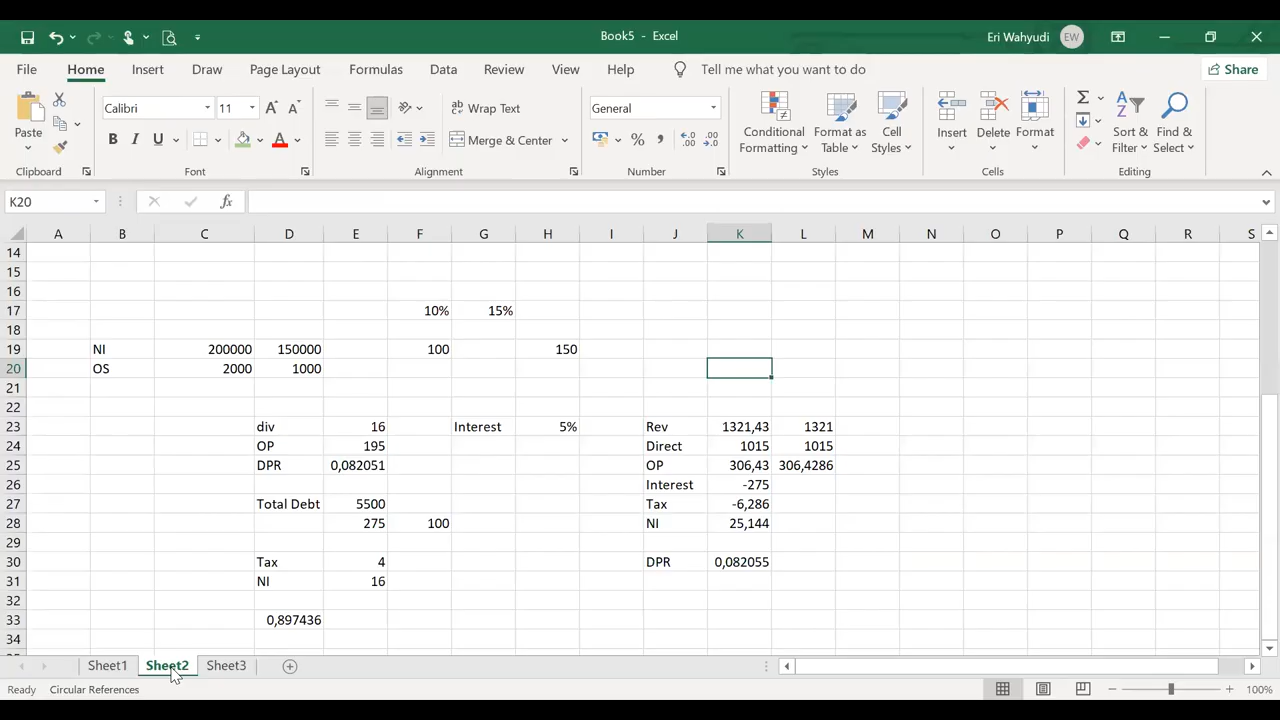 Book5 - Excel
Eri Wahyudi EW
File Home Insert Draw Page Layout Formulas Data Review View Help Tell me what you want to do Share
Calibri 11 A A ab Wrap Text General Σ
Paste B I U A Merge & Center % , Conditional Formatting Format as Table Cell Styles Insert Delete Format Sort & Filter Find & Select
Clipboard Font Alignment Number Styles Cells Editing
K20 fx
A B C D E F G H I J K L M N O P Q R S
14
15
16
17 10% 15%
18
19 NI 200000 150000 100 150
20 OS 2000 1000
21
22
23 div 16 Interest 5% Rev 1321,43 1321
24 OP 195 Direct 1015 1015
25 DPR 0,082051 OP 306,43 306,4286
26 Interest -275
27 Total Debt 5500 Tax -6,286
28 275 100 NI 25,144
29
30 Tax 4 DPR 0,082055
31 NI 16
32
33 0,897436
34
Sheet1 Sheet2 Sheet3
Ready Circular References 100%